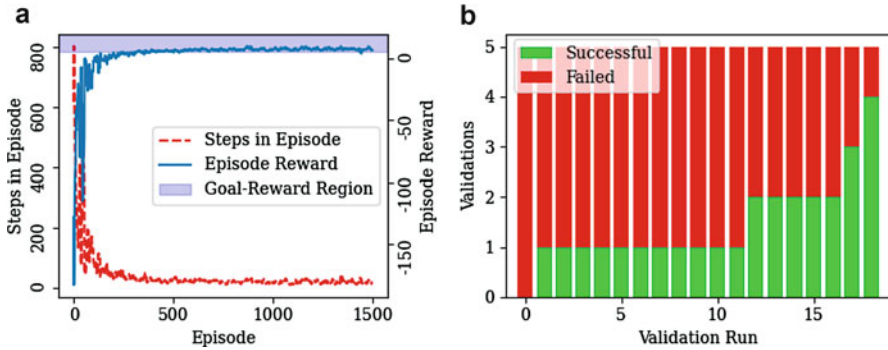 a
800
600
400
200
0
Steps in Episode
0
-50
-100
-150
Episode Reward
Steps in Episode
Episode Reward
Goal-Reward Region
0
500
1000
1500
Episode
b
5
4
3
2
1
0
Validations
Successful
Failed
0
5
10
15
Validation Run